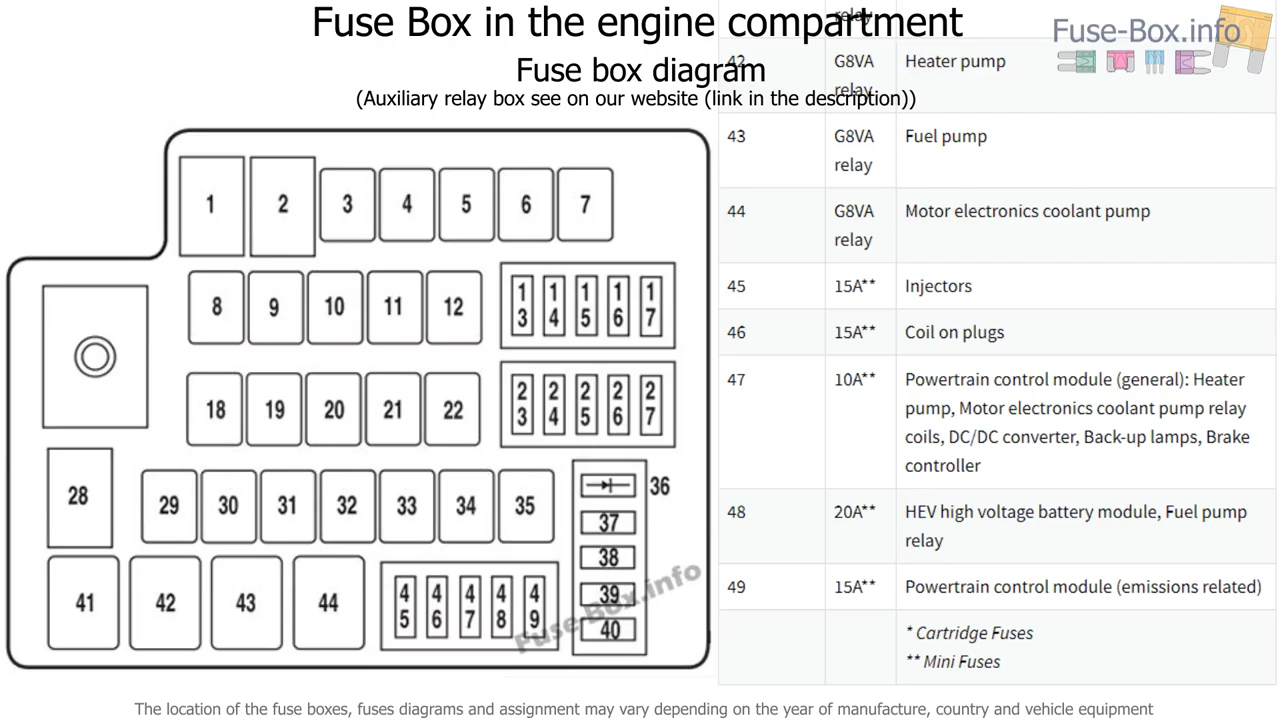 Fuse Box in the engine compartment
Fuse box diagram
(Auxiliary relay box see on our website (link in the description))
Fuse-Box.info
1 2 3 4 5 6 7
8 9 10 11 12 13 14 15 16 17
18 19 20 21 22 23 24 25 26 27
28 29 30 31 32 33 34 35 36
37
38
39
40
41 42 43 44 45 46 47 48 49
Fuse-Box.info
relay
42 G8VA Heater pump
relay
43 G8VA Fuel pump
relay
44 G8VA Motor electronics coolant pump
relay
45 15A** Injectors
46 15A** Coil on plugs
47 10A** Powertrain control module (general): Heater
pump, Motor electronics coolant pump relay
coils, DC/DC converter, Back-up lamps, Brake
controller
48 20A** HEV high voltage battery module, Fuel pump
relay
49 15A** Powertrain control module (emissions related)
* Cartridge Fuses
** Mini Fuses
The location of the fuse boxes, fuses diagrams and assignment may vary depending on the year of manufacture, country and vehicle equipment